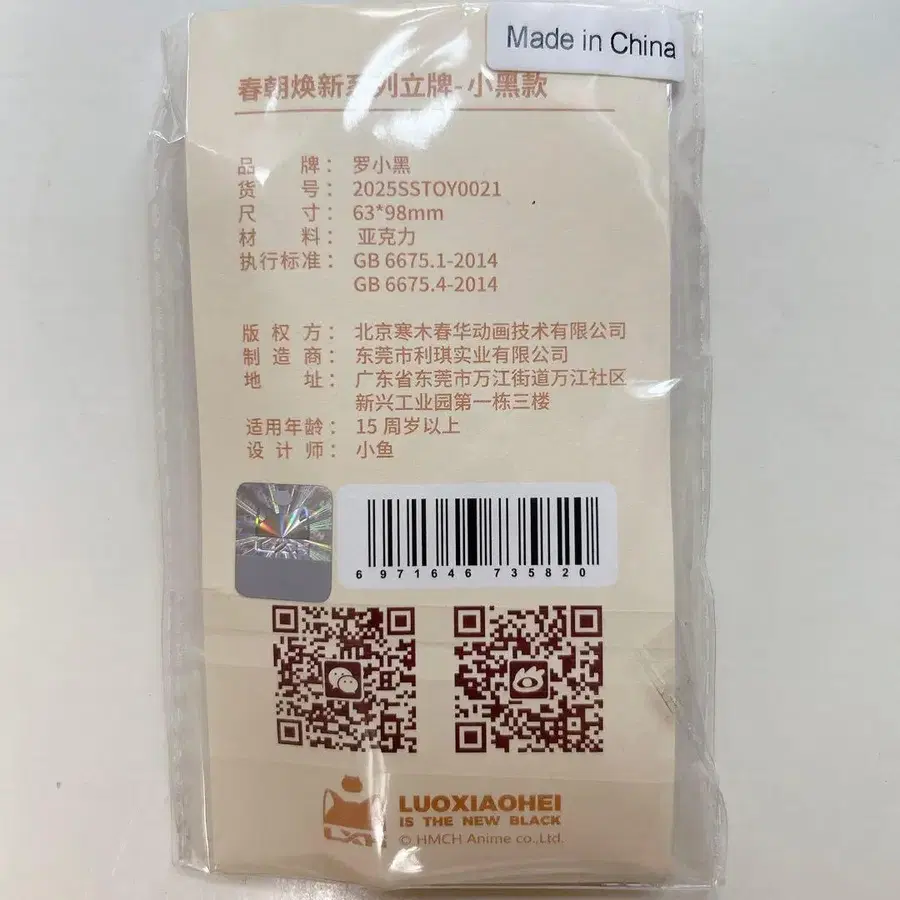 Made in China
春朝焕新系列立牌-小黑款
品 牌： 罗小黑
货 号： 2025SSTOY0021
尺 寸： 63*98mm
材 料： 亚克力
执行标准： GB 6675.1-2014
GB 6675.4-2014
版 权 方： 北京寒木春华动画技术有限公司
制 造 商： 东莞市利琪实业有限公司
地 址： 广东省东莞市万江街道万江社区
新兴工业园第一栋三楼
适用年龄： 15 周岁以上
设 计 师： 小鱼
6 971646 735820
LUOXIAOHEI
IS THE NEW BLACK
© HMCH Anime co.,Ltd.